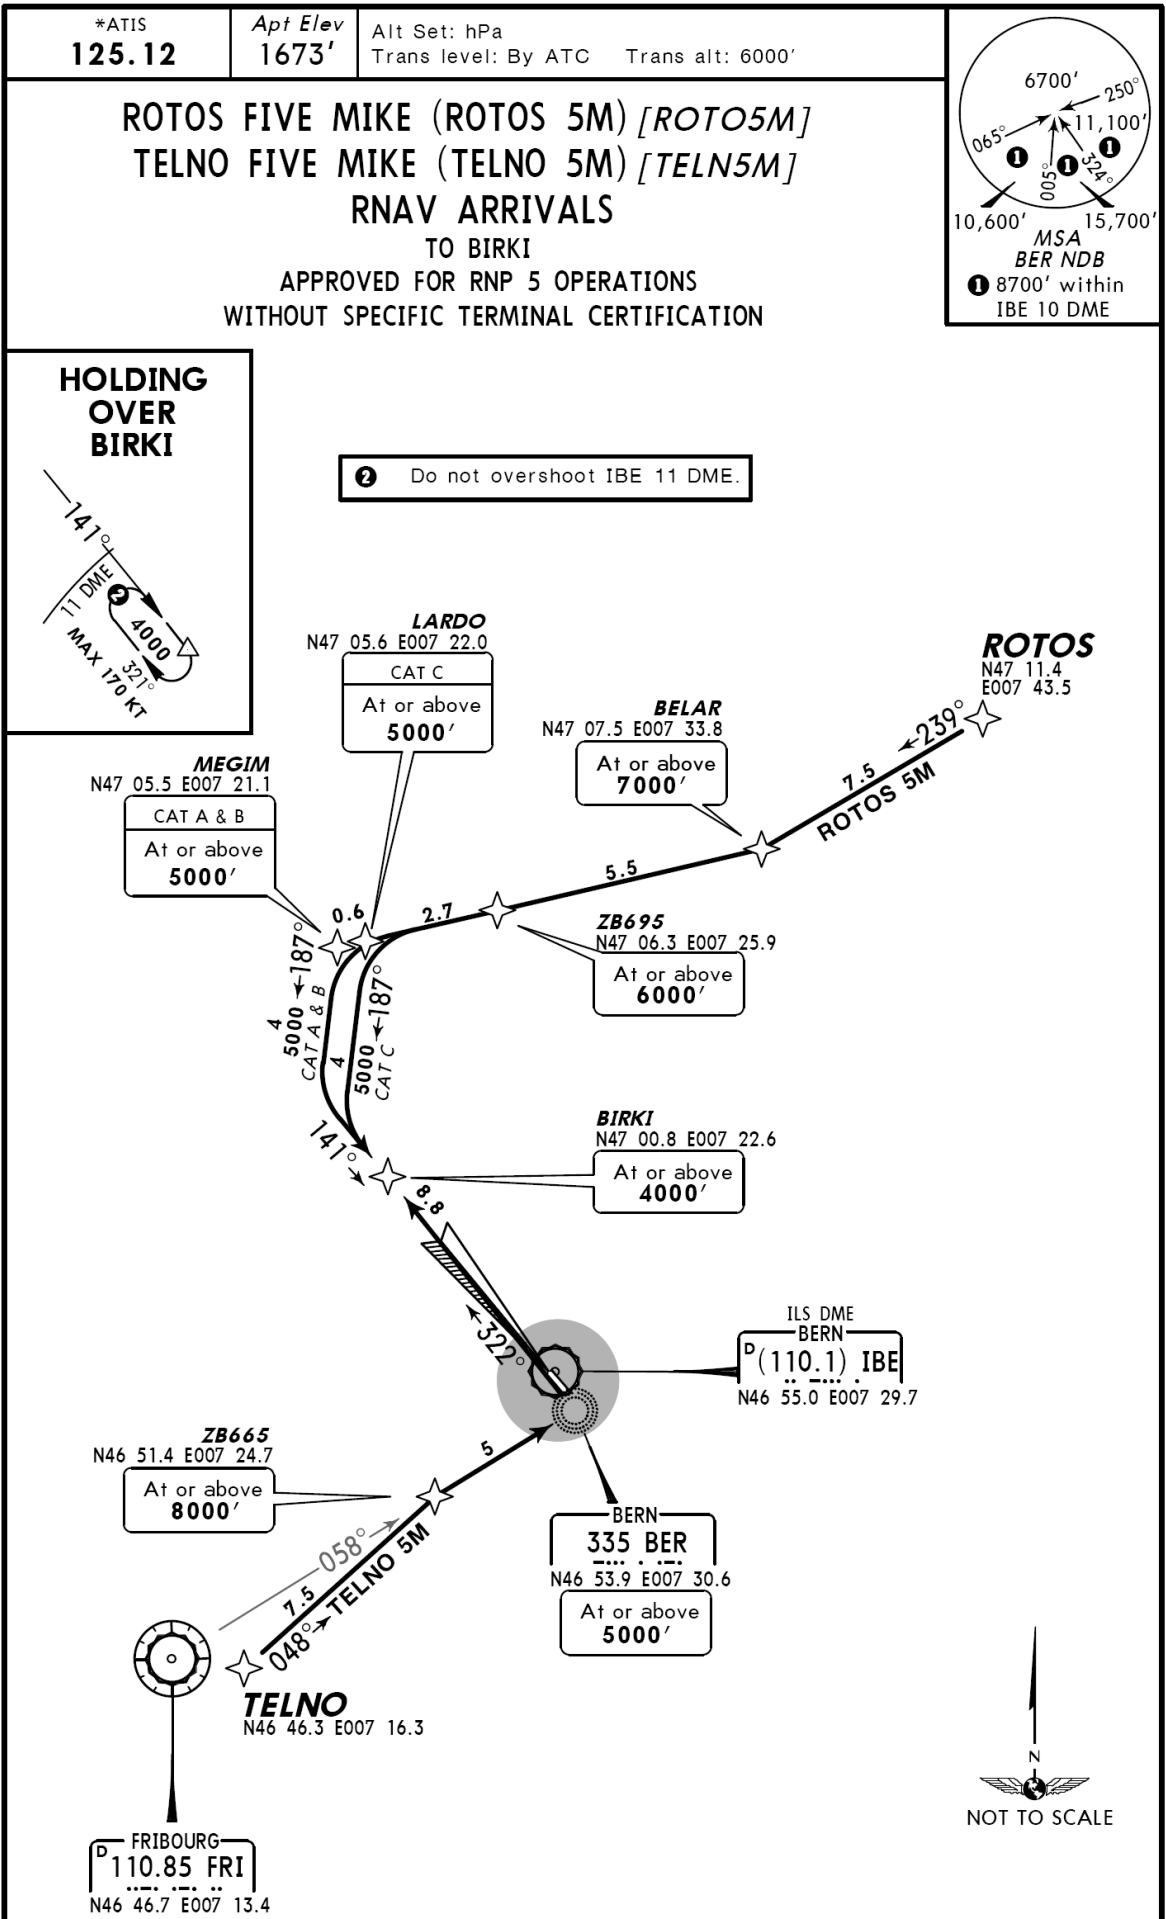 *ATIS
125.12
Apt Elev
1673'
Alt Set: hPa
Trans level: By ATC Trans alt: 6000'
ROTOS FIVE MIKE (ROTOS 5M) [ROTO5M]
TELNO FIVE MIKE (TELNO 5M) [TELN5M]
RNAV ARRIVALS
TO BIRKI
APPROVED FOR RNP 5 OPERATIONS
WITHOUT SPECIFIC TERMINAL CERTIFICATION
6700'
250°
065°
11,100'
1
1
1
005°
324°
10,600'
15,700'
MSA
BER NDB
1 8700' within
IBE 10 DME
HOLDING
OVER
BIRKI
141°
11 DME
2
4000
321°
MAX 170 KT
2 Do not overshoot IBE 11 DME.
LARDO
N47 05.6 E007 22.0
CAT C
At or above
5000'
ROTOS
N47 11.4
E007 43.5
BELAR
N47 07.5 E007 33.8
At or above
7000'
←239°
7.5
ROTOS 5M
MEGIM
N47 05.5 E007 21.1
CAT A & B
At or above
5000'
5.5
2.7
0.6
ZB695
N47 06.3 E007 25.9
At or above
6000'
←187°
4
5000
CAT A & B
←187°
4
5000
CAT C
141°
BIRKI
N47 00.8 E007 22.6
At or above
4000'
8.8
←322°
ILS DME
BERN
D (110.1) IBE
N46 55.0 E007 29.7
D
ZB665
N46 51.4 E007 24.7
At or above
8000'
5
BERN
335 BER
N46 53.9 E007 30.6
At or above
5000'
058°
7.5
048°→TELNO 5M
TELNO
N46 46.3 E007 16.3
FRIBOURG
D 110.85 FRI
N46 46.7 E007 13.4
N
NOT TO SCALE